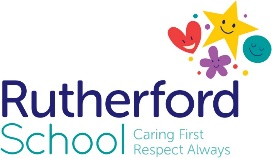 Rutherford
School
Caring First
Respect Always